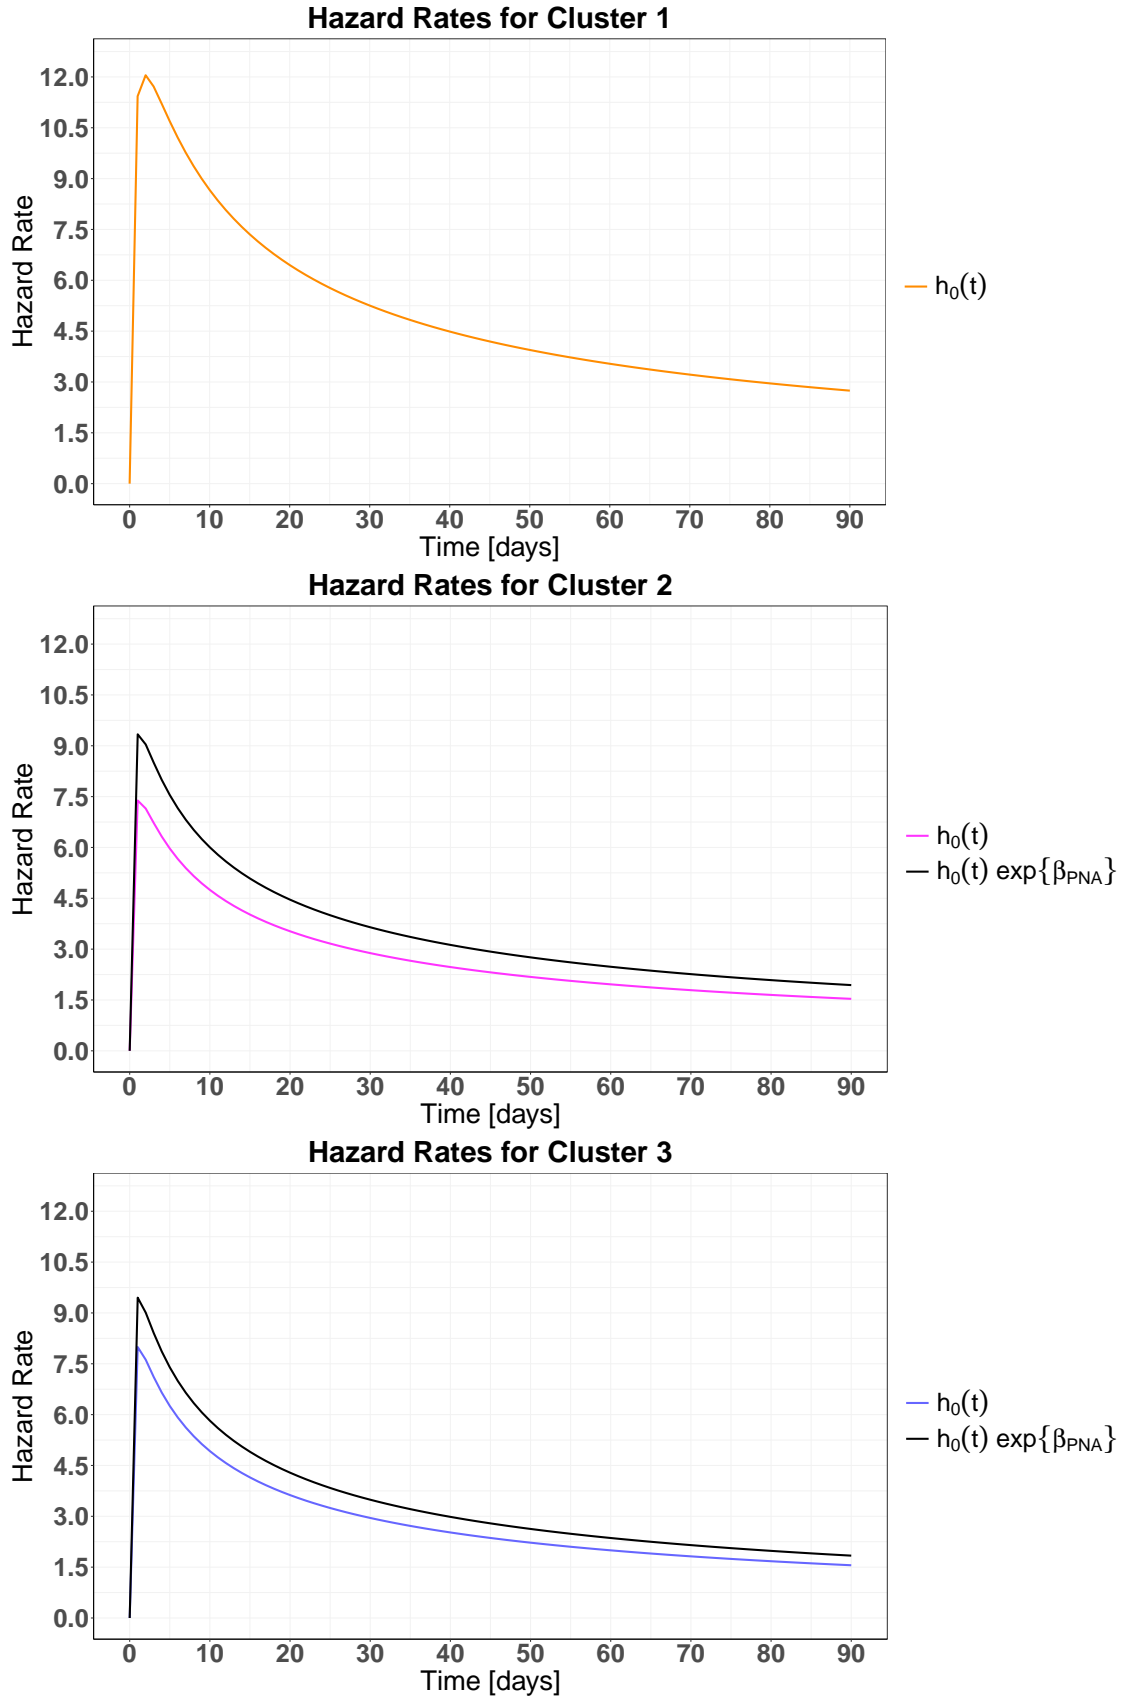 Hazard Rates for Cluster 1
Hazard Rate
12.0
10.5
9.0
7.5
6.0
4.5
3.0
1.5
0.0
0 10 20 30 40 50 60 70 80 90
Time [days]
h₀(t)
Hazard Rates for Cluster 2
Hazard Rate
12.0
10.5
9.0
7.5
6.0
4.5
3.0
1.5
0.0
0 10 20 30 40 50 60 70 80 90
Time [days]
h₀(t)
h₀(t) exp{β_PNA}
Hazard Rates for Cluster 3
Hazard Rate
12.0
10.5
9.0
7.5
6.0
4.5
3.0
1.5
0.0
0 10 20 30 40 50 60 70 80 90
Time [days]
h₀(t)
h₀(t) exp{β_PNA}